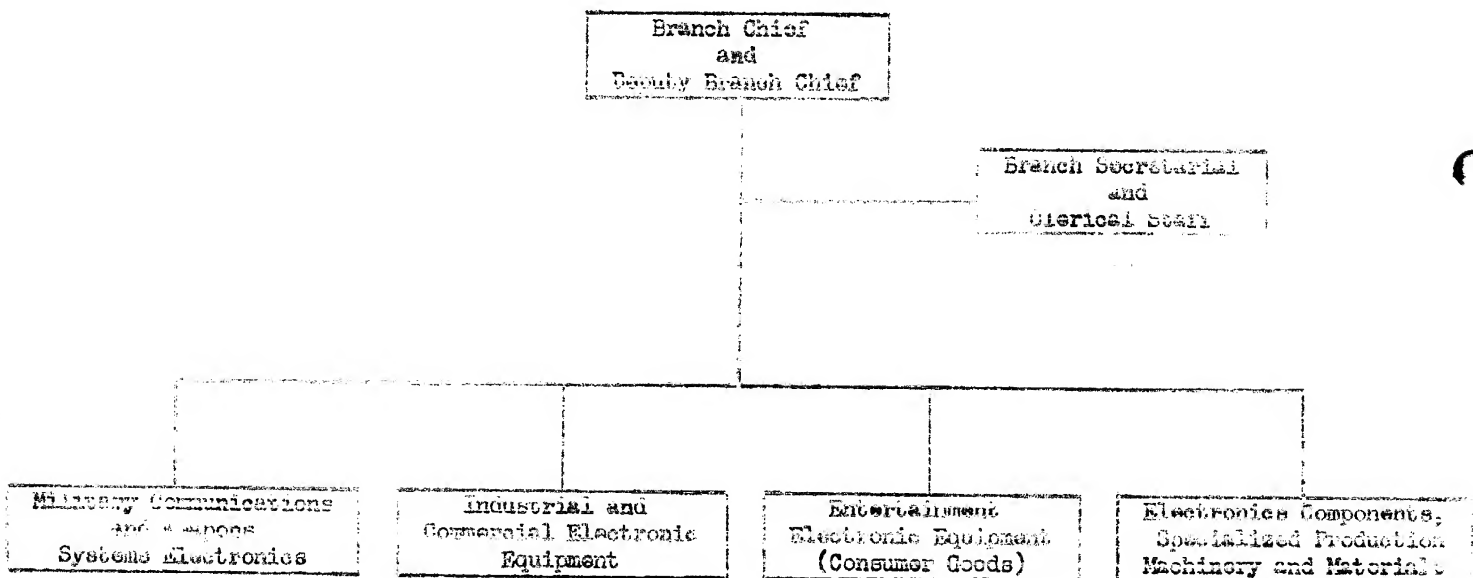 Branch Chief
and
Deputy Branch Chief
Branch Secretarial
and
Clerical Staff
Military Communications
and Weapons
Systems Electronics
Industrial and
Commercial Electronic
Equipment
Entertainment
Electronic Equipment
(Consumer Goods)
Electronics Components,
Specialized Production
Machinery and Materials